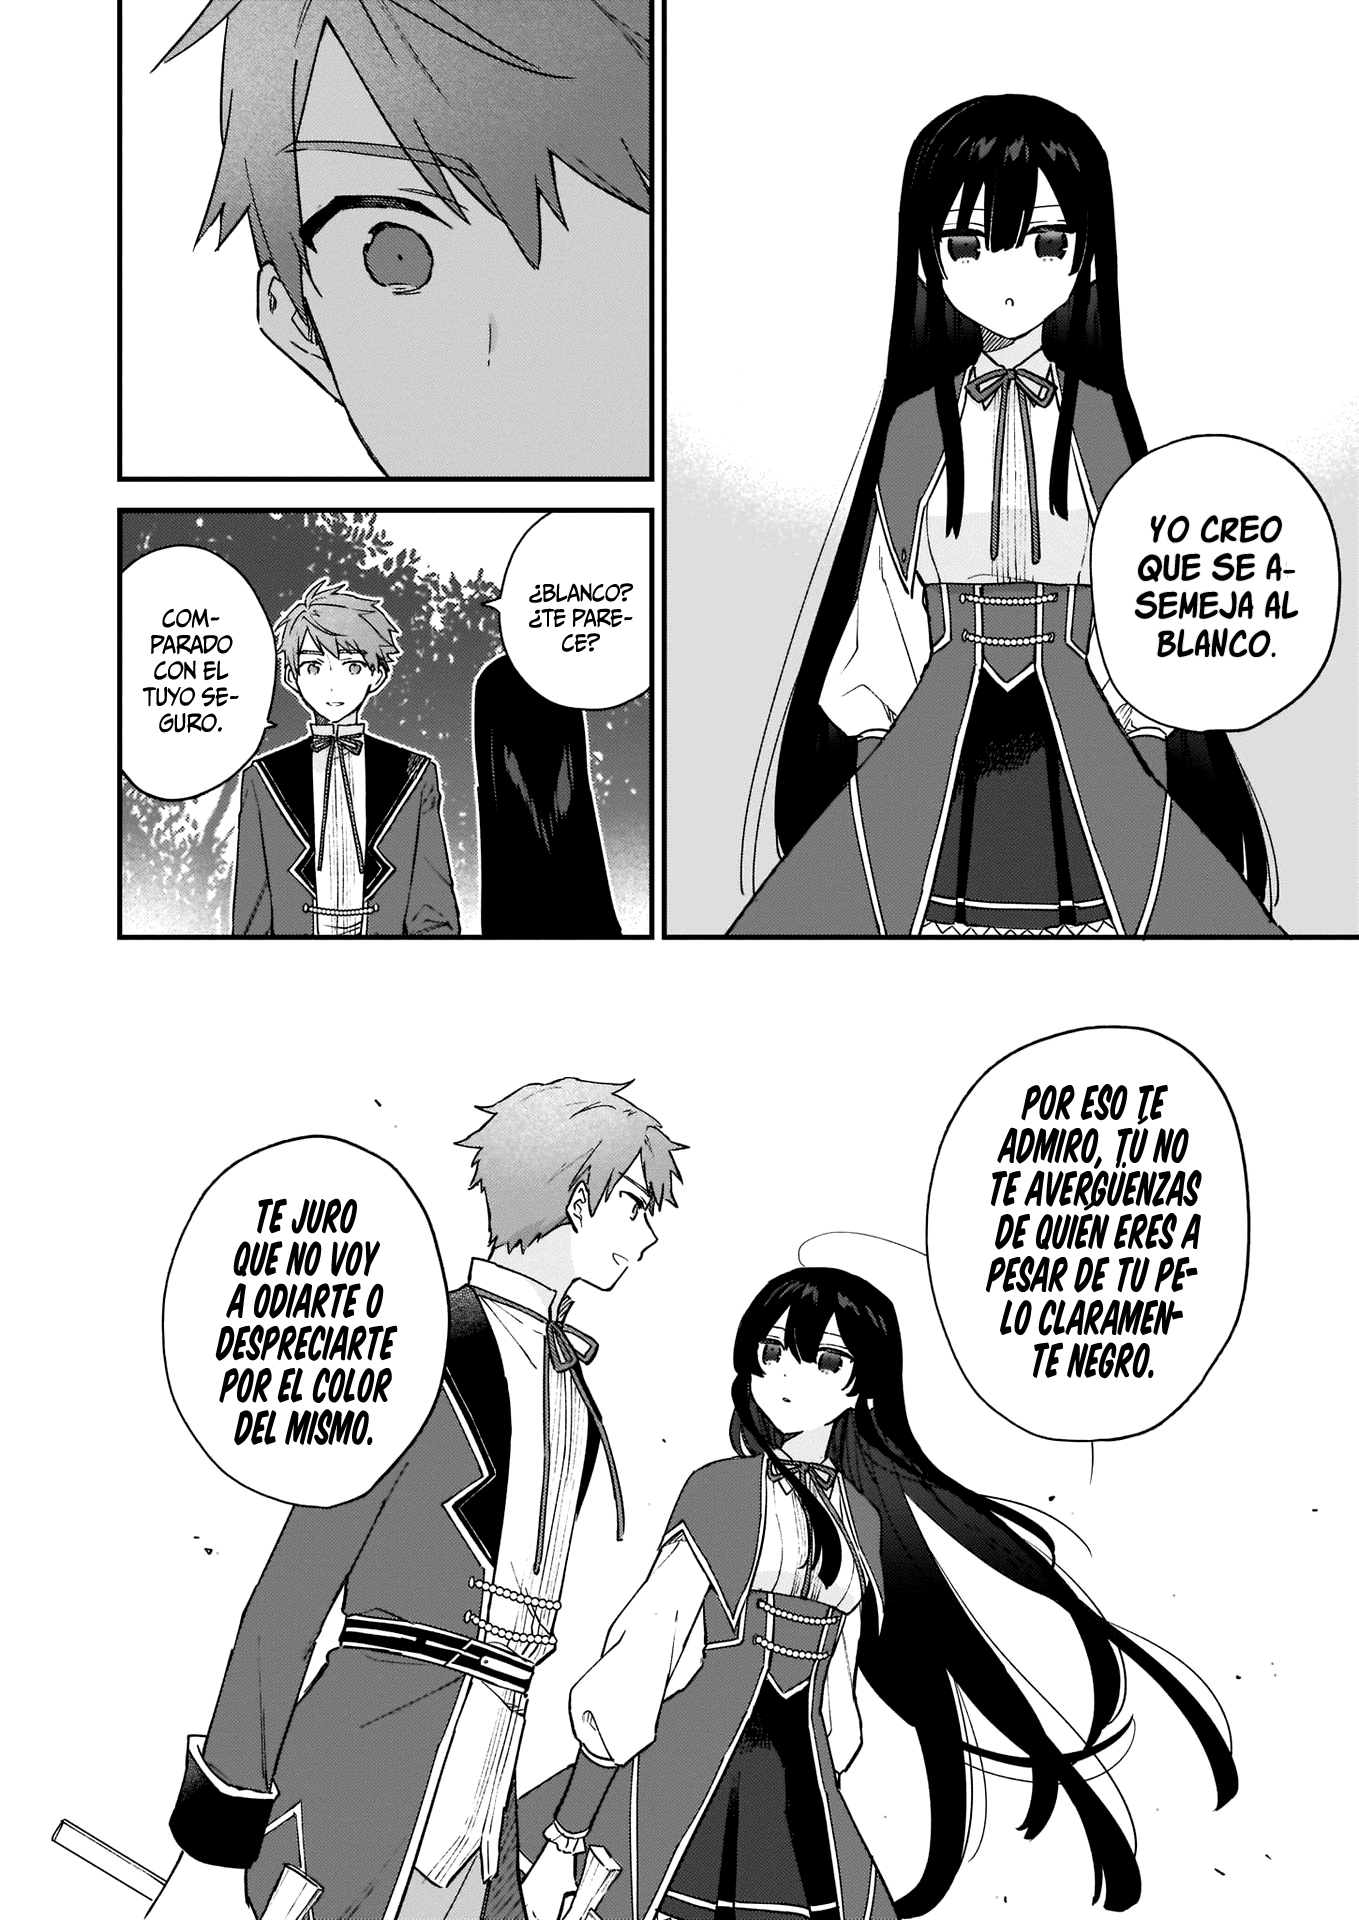 YO CREO
QUE SE A-
SEMEJA AL
BLANCO.
¿BLANCO?
¿TE PARE-
CE?
COM-
PARADO
CON EL
TUYO SE-
GURO.
POR ESO TE
ADMIRO, TÚ NO
TE AVERGÜENZAS
DE QUIÉN ERES A
PESAR DE TU PE-
LO CLARAMEN-
TE NEGRO.
TE JURO
QUE NO VOY
A ODIARTE O
DESPRECIARTE
POR EL COLOR
DEL MISMO.